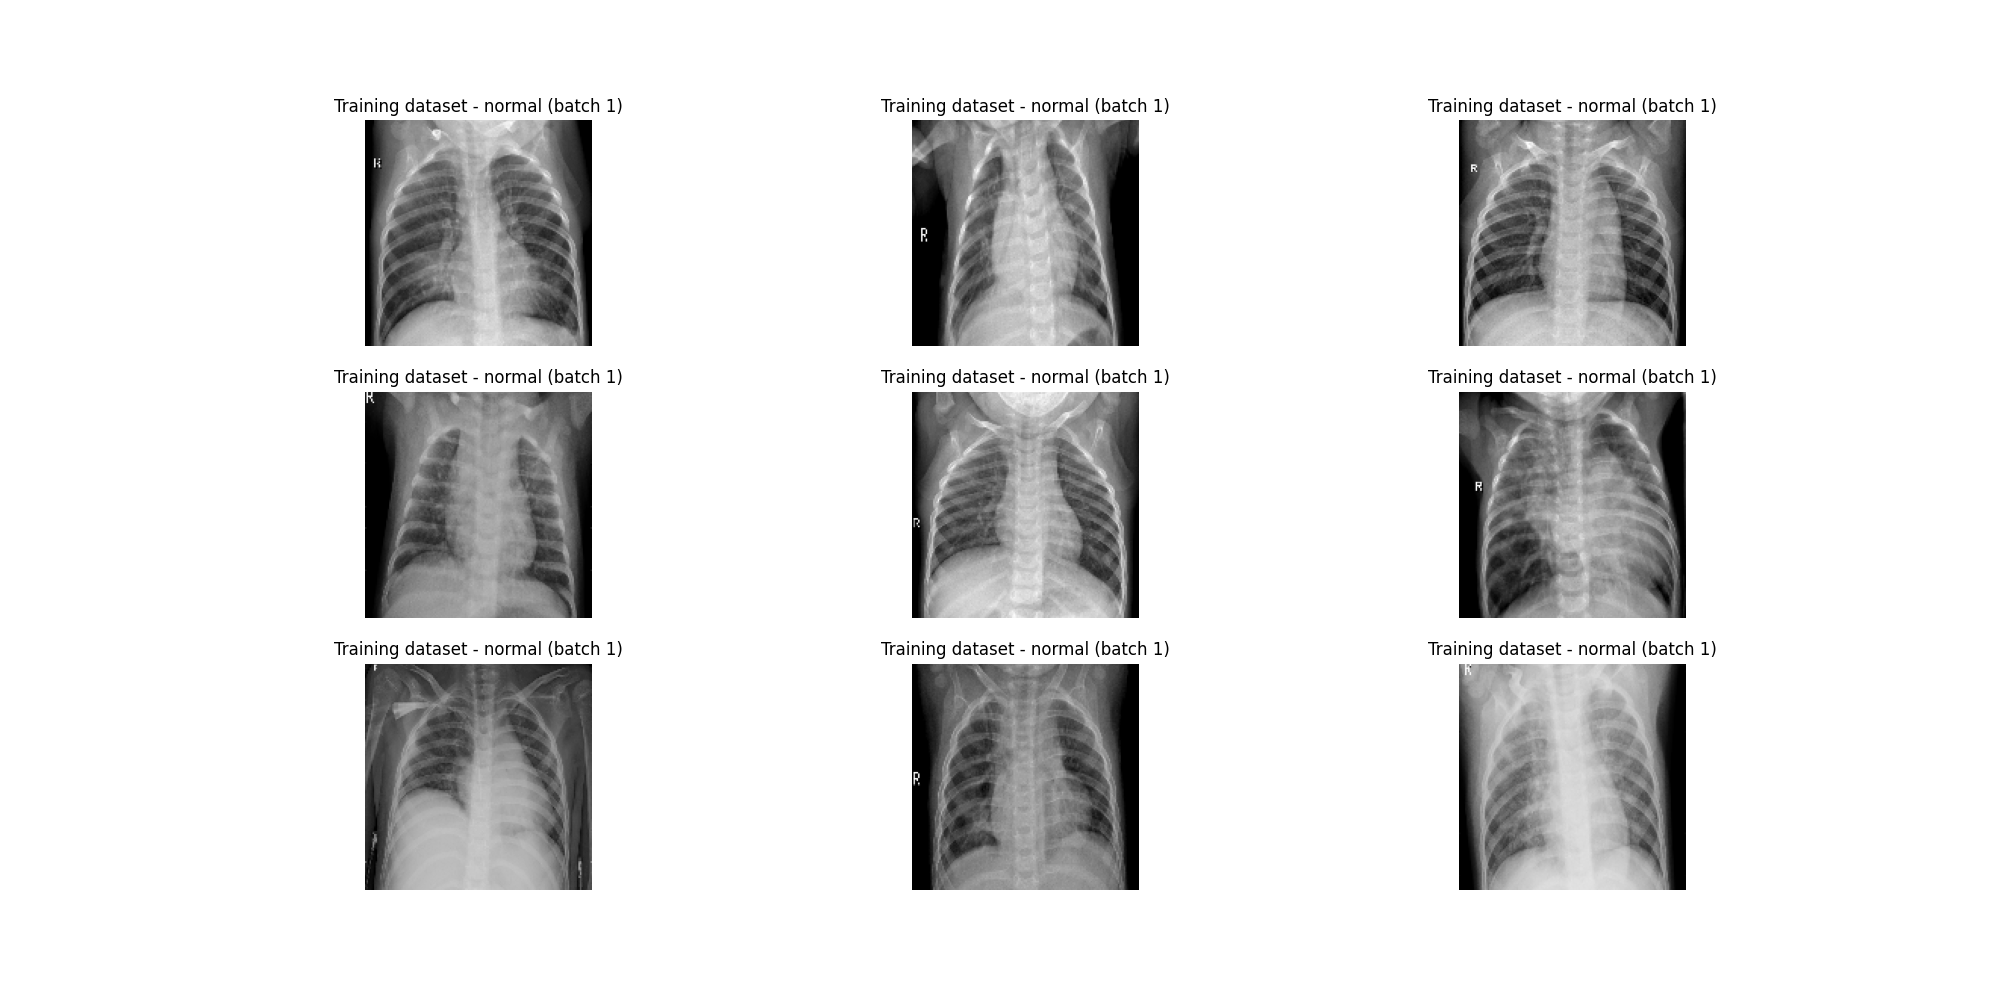 Training dataset - normal (batch 1)
Training dataset - normal (batch 1)
Training dataset - normal (batch 1)
R
R
R
Training dataset - normal (batch 1)
Training dataset - normal (batch 1)
Training dataset - normal (batch 1)
R
R
R
Training dataset - normal (batch 1)
Training dataset - normal (batch 1)
Training dataset - normal (batch 1)
R
R